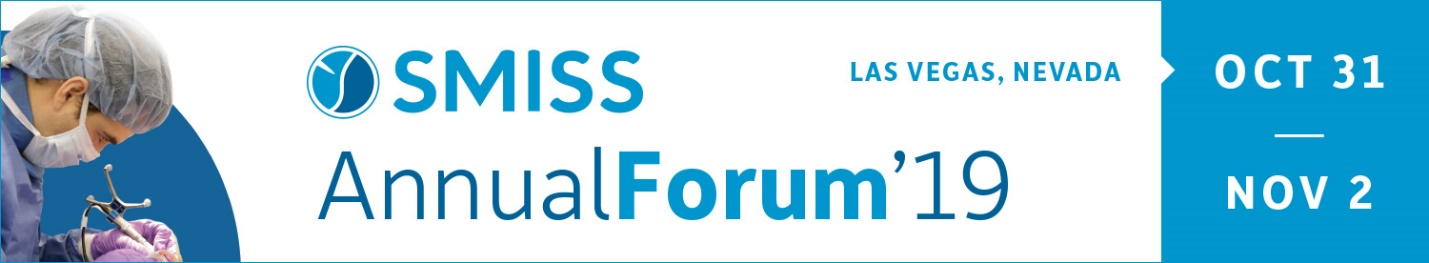 SMISS
AnnualForum’19
LAS VEGAS, NEVADA
OCT 31
—
NOV 2